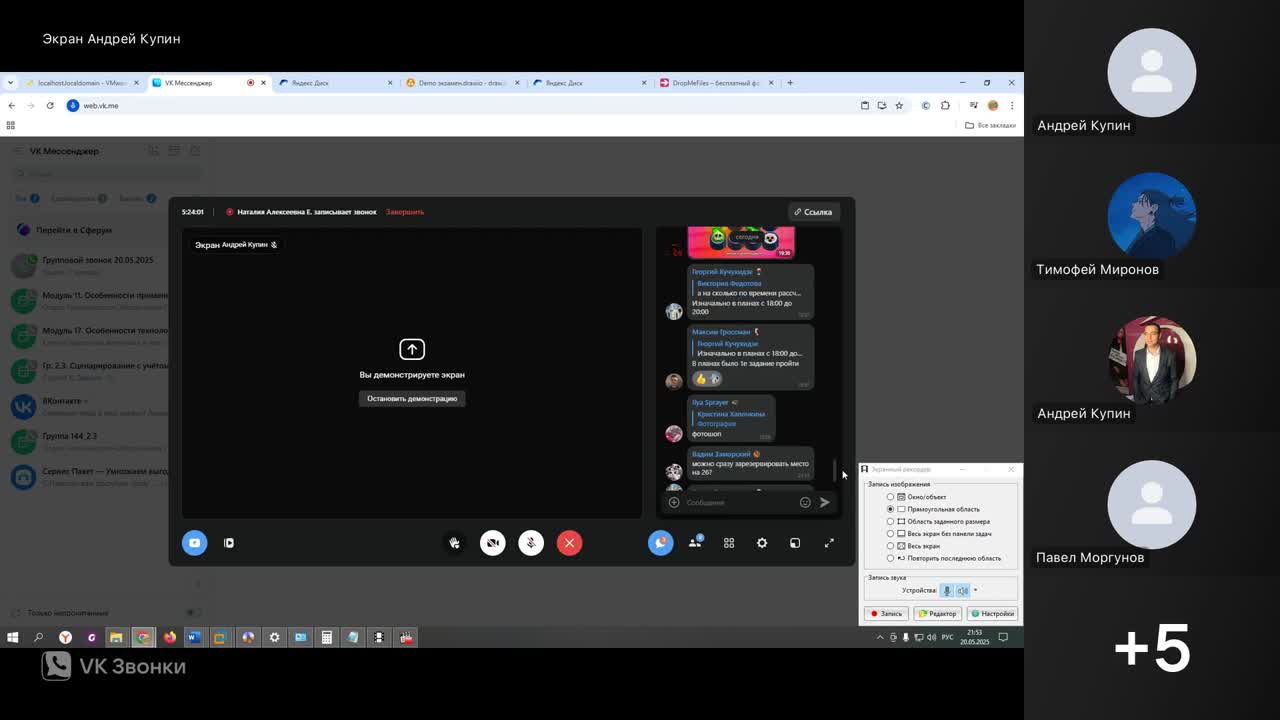 Экран Андрей Купин
localhost.localdomain - VMwa
VK Мессенджер
Яндекс Диск
Demo экзамен.drawio - draw.i
Яндекс Диск
DropMeFiles – бесплатный фа
web.vk.me
Все закладки
VK Мессенджер
Перейти в Сферум
Групповой звонок 20.05.2025
Модуль 11. Особенности примен
Модуль 17. Особенности техноло
Гр. 2.3. Сценарирование с учётом
ВКонтакте
Группа 144_2.3
Сервис Пакет — Умножаем выгод
Только непрочитанные
5:24:01
Наталия Алексеевна Е. записывает звонок
Завершить
Ссылка
Экран Андрей Купин
Вы демонстрируете экран
Остановить демонстрацию
сегодня
19:36
Георгий Кучухидзе
Виктория Федотова
а на сколько по времени рассч...
Изначально в планах с 18:00 до
20:00
Максим Гроссман
Георгий Кучухидзе
Изначально в планах с 18:00 до...
В планах было 1е задание пройти
Ilya Sprayer
Кристина Хапочкина
Фотография
фотошоп
Вадим Заморский
можно сразу зарезервировать место
на 26?
Сообщение
Экранный рекордер
Запись изображения
Окно/объект
Прямоугольная область
Область заданного размера
Весь экран без панели задач
Весь экран
Повторить последнюю область
Запись звука
Устройства:
Запись
Редактор
Настройки
РУС
21:53
20.05.2025
VK Звонки
Андрей Купин
Тимофей Миронов
Андрей Купин
Павел Моргунов
+5